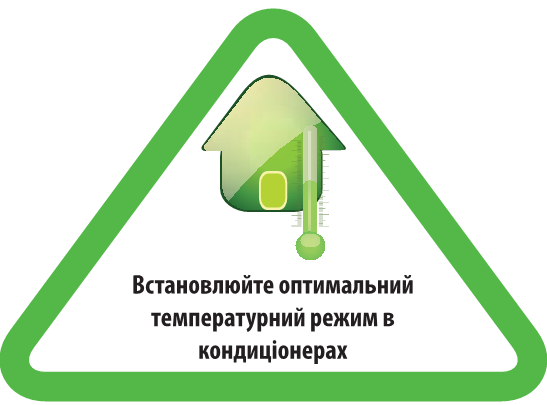 Встановлюйте оптимальний
температурний режим в
кондиціонерах